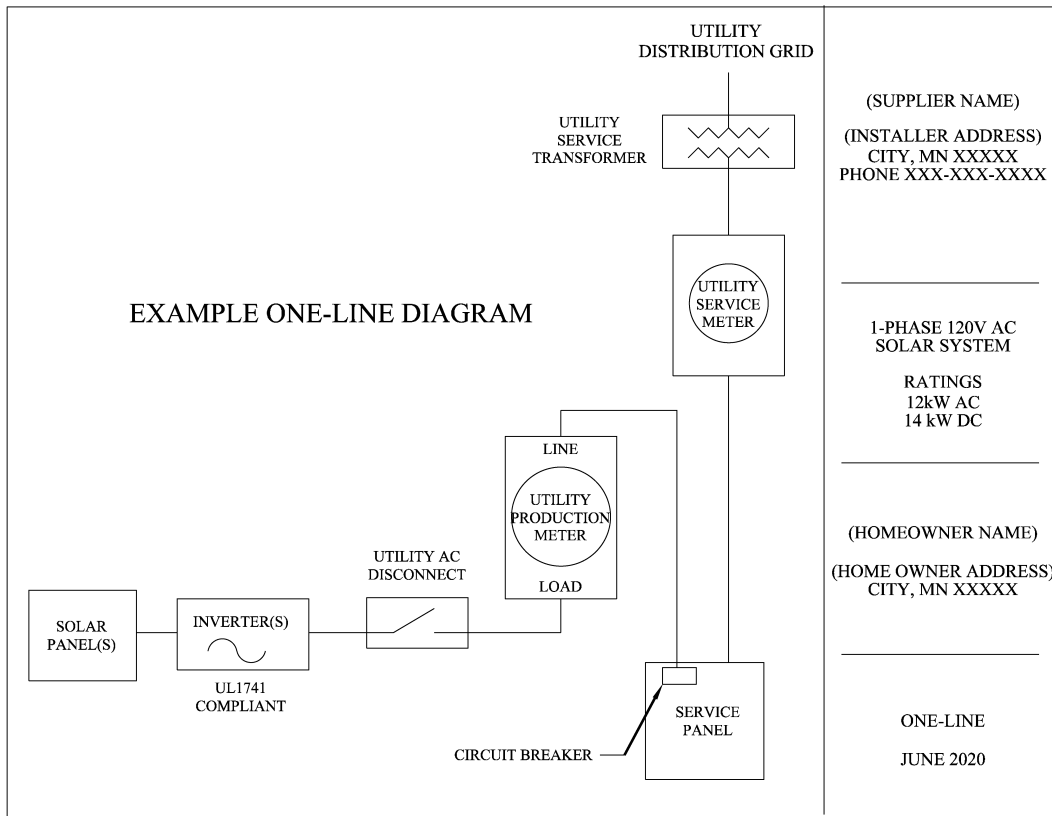 UTILITY
DISTRIBUTION GRID
UTILITY
SERVICE
TRANSFORMER
UTILITY
SERVICE
METER
EXAMPLE ONE-LINE DIAGRAM
LINE
UTILITY
PRODUCTION
METER
LOAD
UTILITY AC
DISCONNECT
SOLAR
PANEL(S)
INVERTER(S)
UL1741
COMPLIANT
SERVICE
PANEL
CIRCUIT BREAKER
(SUPPLIER NAME)
(INSTALLER ADDRESS)
CITY, MN XXXXX
PHONE XXX-XXX-XXXX
1-PHASE 120V AC
SOLAR SYSTEM
RATINGS
12kW AC
14 kW DC
(HOMEOWNER NAME)
(HOME OWNER ADDRESS)
CITY, MN XXXXX
ONE-LINE
JUNE 2020